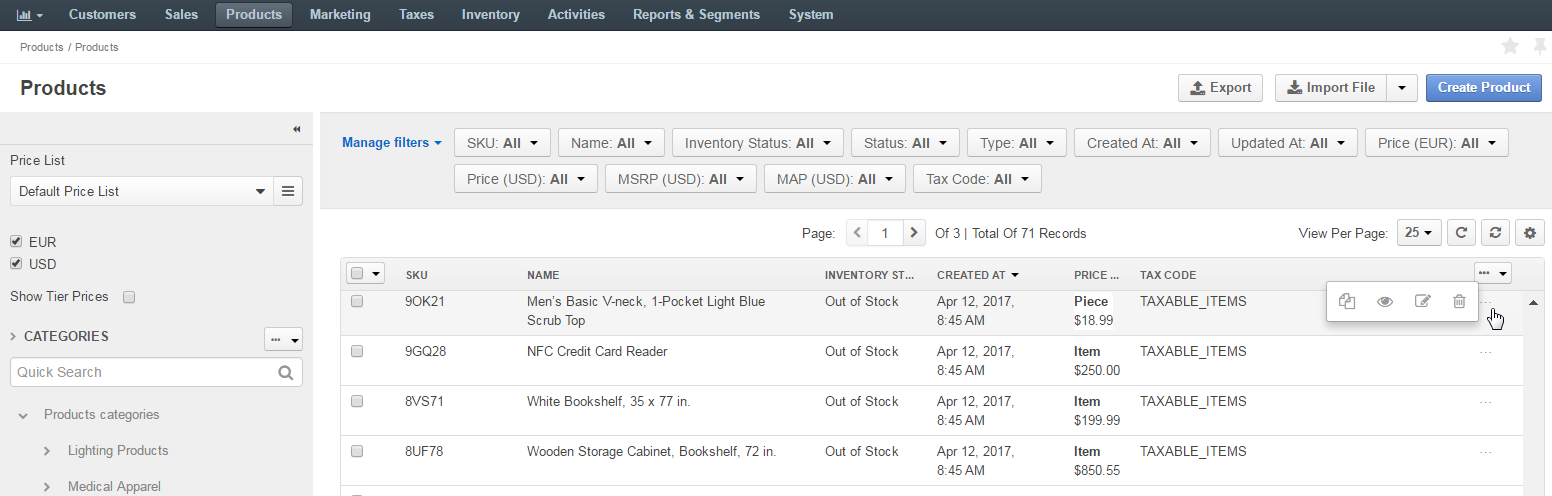 Customers Sales Products Marketing Taxes Inventory Activities Reports & Segments System
Products / Products
Products
Export Import File Create Product
Price List
Default Price List
EUR
USD
Show Tier Prices
CATEGORIES
Quick Search
Products categories
Lighting Products
Medical Apparel
Manage filters SKU: All Name: All Inventory Status: All Status: All Type: All Created At: All Updated At: All Price (EUR): All
Price (USD): All MSRP (USD): All MAP (USD): All Tax Code: All
Page: 1 Of 3 | Total Of 71 Records View Per Page: 25
SKU NAME INVENTORY ST... CREATED AT PRICE ... TAX CODE
9OK21 Men's Basic V-neck, 1-Pocket Light Blue Out of Stock Apr 12, 2017, Piece TAXABLE_ITEMS
Scrub Top 8:45 AM $18.99
9GQ28 NFC Credit Card Reader Out of Stock Apr 12, 2017, Item TAXABLE_ITEMS
8:45 AM $250.00
8VS71 White Bookshelf, 35 x 77 in. Out of Stock Apr 12, 2017, Item TAXABLE_ITEMS
8:45 AM $199.99
8UF78 Wooden Storage Cabinet, Bookshelf, 72 in. Out of Stock Apr 12, 2017, Item TAXABLE_ITEMS
8:45 AM $850.55